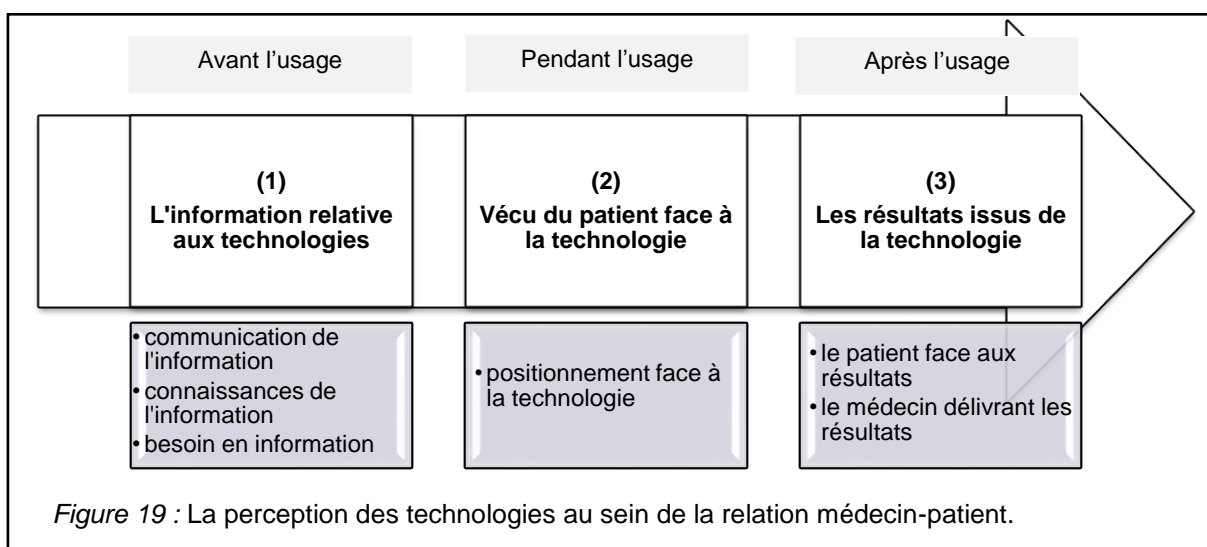 Avant l'usage
Pendant l'usage
Après l'usage
(1)
L'information relative
aux technologies
(2)
Vécu du patient face à
la technologie
(3)
Les résultats issus de
la technologie
•communication de
l'information
•connaissances de
l'information
•besoin en information
•positionnement face à
la technologie
•le patient face aux
résultats
•le médecin délivrant les
résultats
Figure 19 : La perception des technologies au sein de la relation médecin-patient.